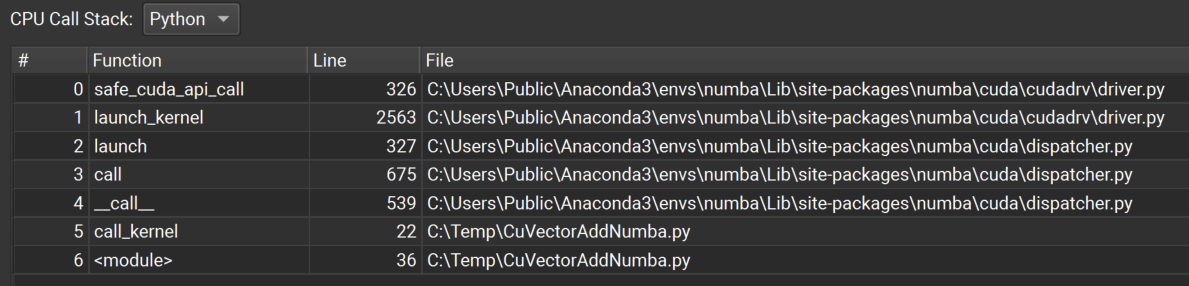 CPU Call Stack: Python
# Function Line File
0 safe_cuda_api_call 326 C:\Users\Public\Anaconda3\envs\numba\Lib\site-packages\numba\cuda\cudadrv\driver.py
1 launch_kernel 2563 C:\Users\Public\Anaconda3\envs\numba\Lib\site-packages\numba\cuda\cudadrv\driver.py
2 launch 327 C:\Users\Public\Anaconda3\envs\numba\Lib\site-packages\numba\cuda\dispatcher.py
3 call 675 C:\Users\Public\Anaconda3\envs\numba\Lib\site-packages\numba\cuda\dispatcher.py
4 __call__ 539 C:\Users\Public\Anaconda3\envs\numba\Lib\site-packages\numba\cuda\dispatcher.py
5 call_kernel 22 C:\Temp\CuVectorAddNumba.py
6 <module> 36 C:\Temp\CuVectorAddNumba.py